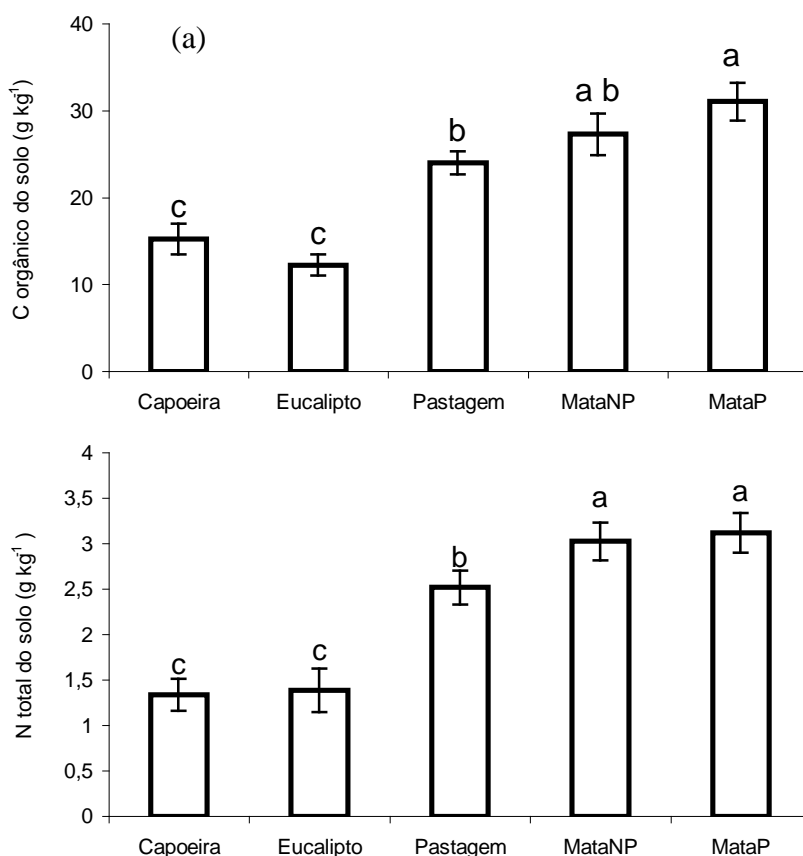 (a)
C orgânico do solo (g kg-1)
40
30
20
10
0
c
c
b
a b
a
Capoeira Eucalipto Pastagem MataNP MataP
N total do solo (g kg-1 )
4
3,5
3
2,5
2
1,5
1
0,5
0
c
c
b
a
a
Capoeira Eucalipto Pastagem MataNP MataP